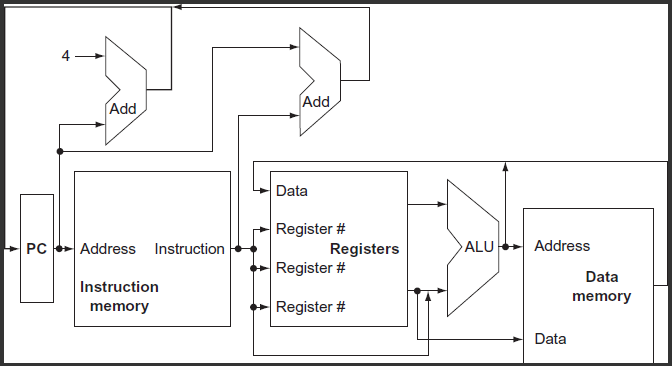 4
Add
Add
Data
Register #
PC
Address
Instruction
Registers
ALU
Address
Register #
Instruction
memory
Data
memory
Register #
Data